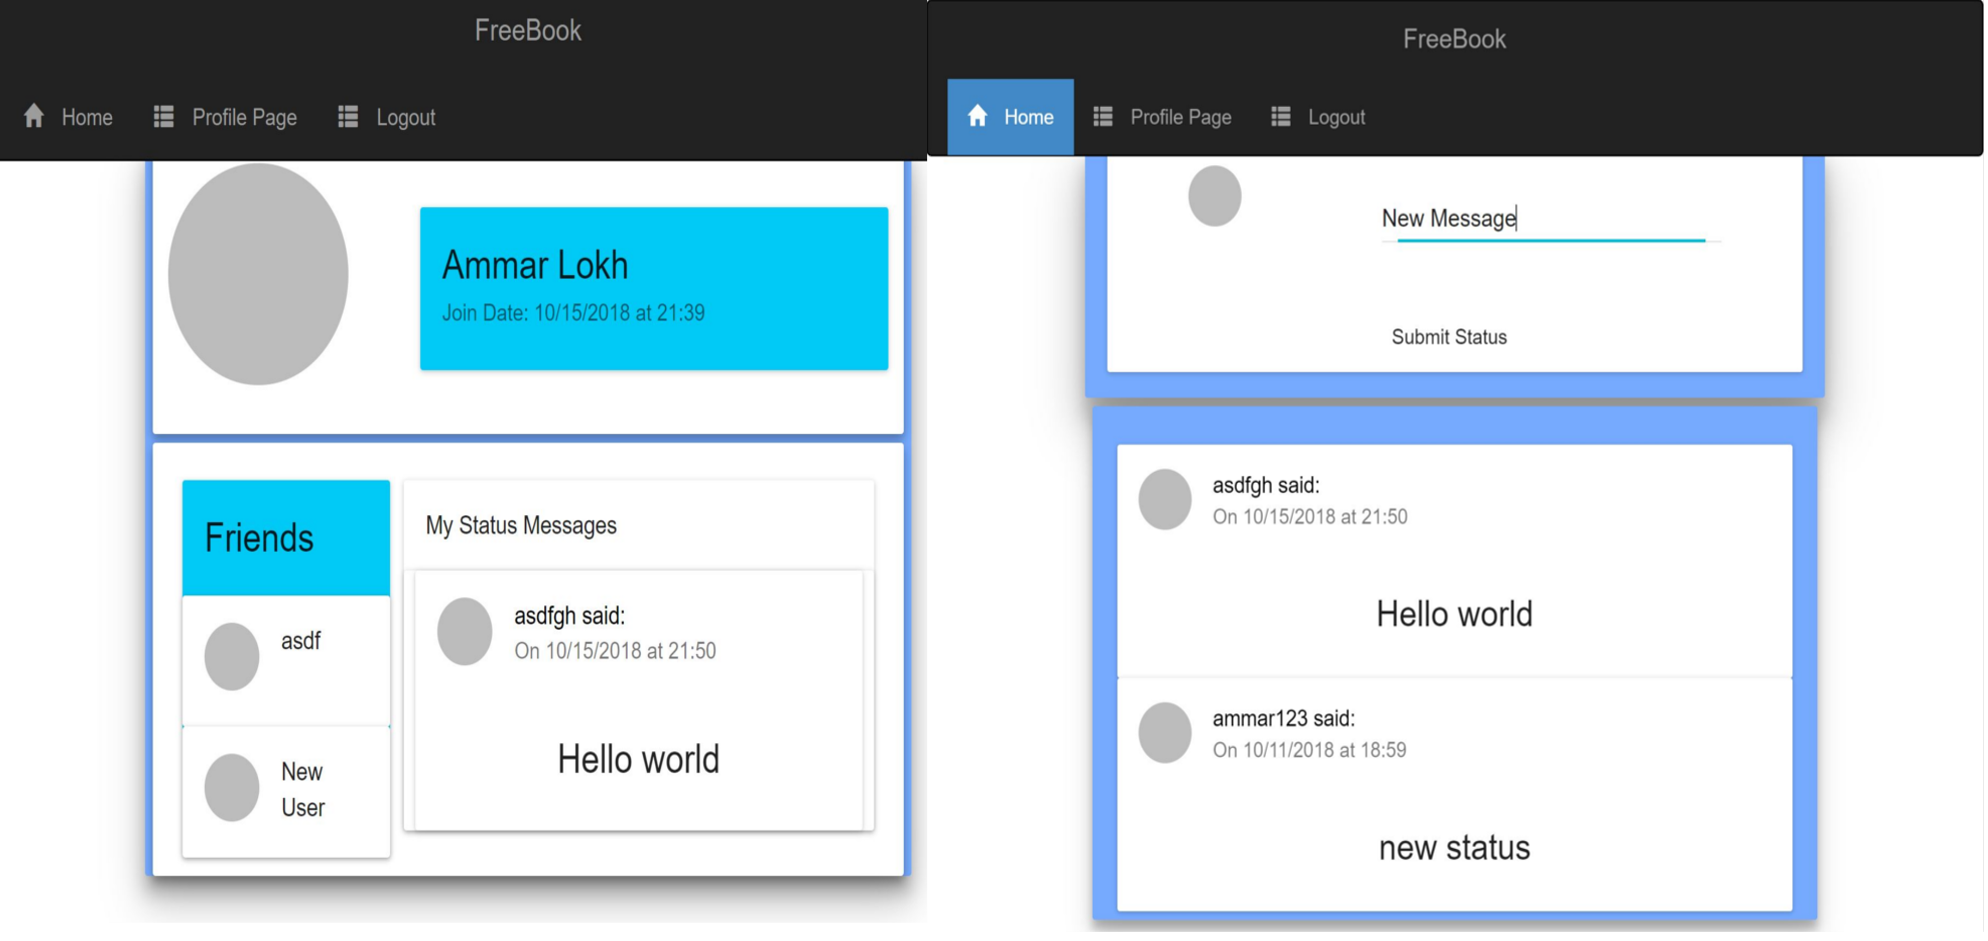 FreeBook
Home Profile Page Logout
Ammar Lokh
Join Date: 10/15/2018 at 21:39
Friends
asdf
New
User
My Status Messages
asdfgh said:
On 10/15/2018 at 21:50
Hello world
FreeBook
Home Profile Page Logout
New Message
Submit Status
asdfgh said:
On 10/15/2018 at 21:50
Hello world
ammar123 said:
On 10/11/2018 at 18:59
new status